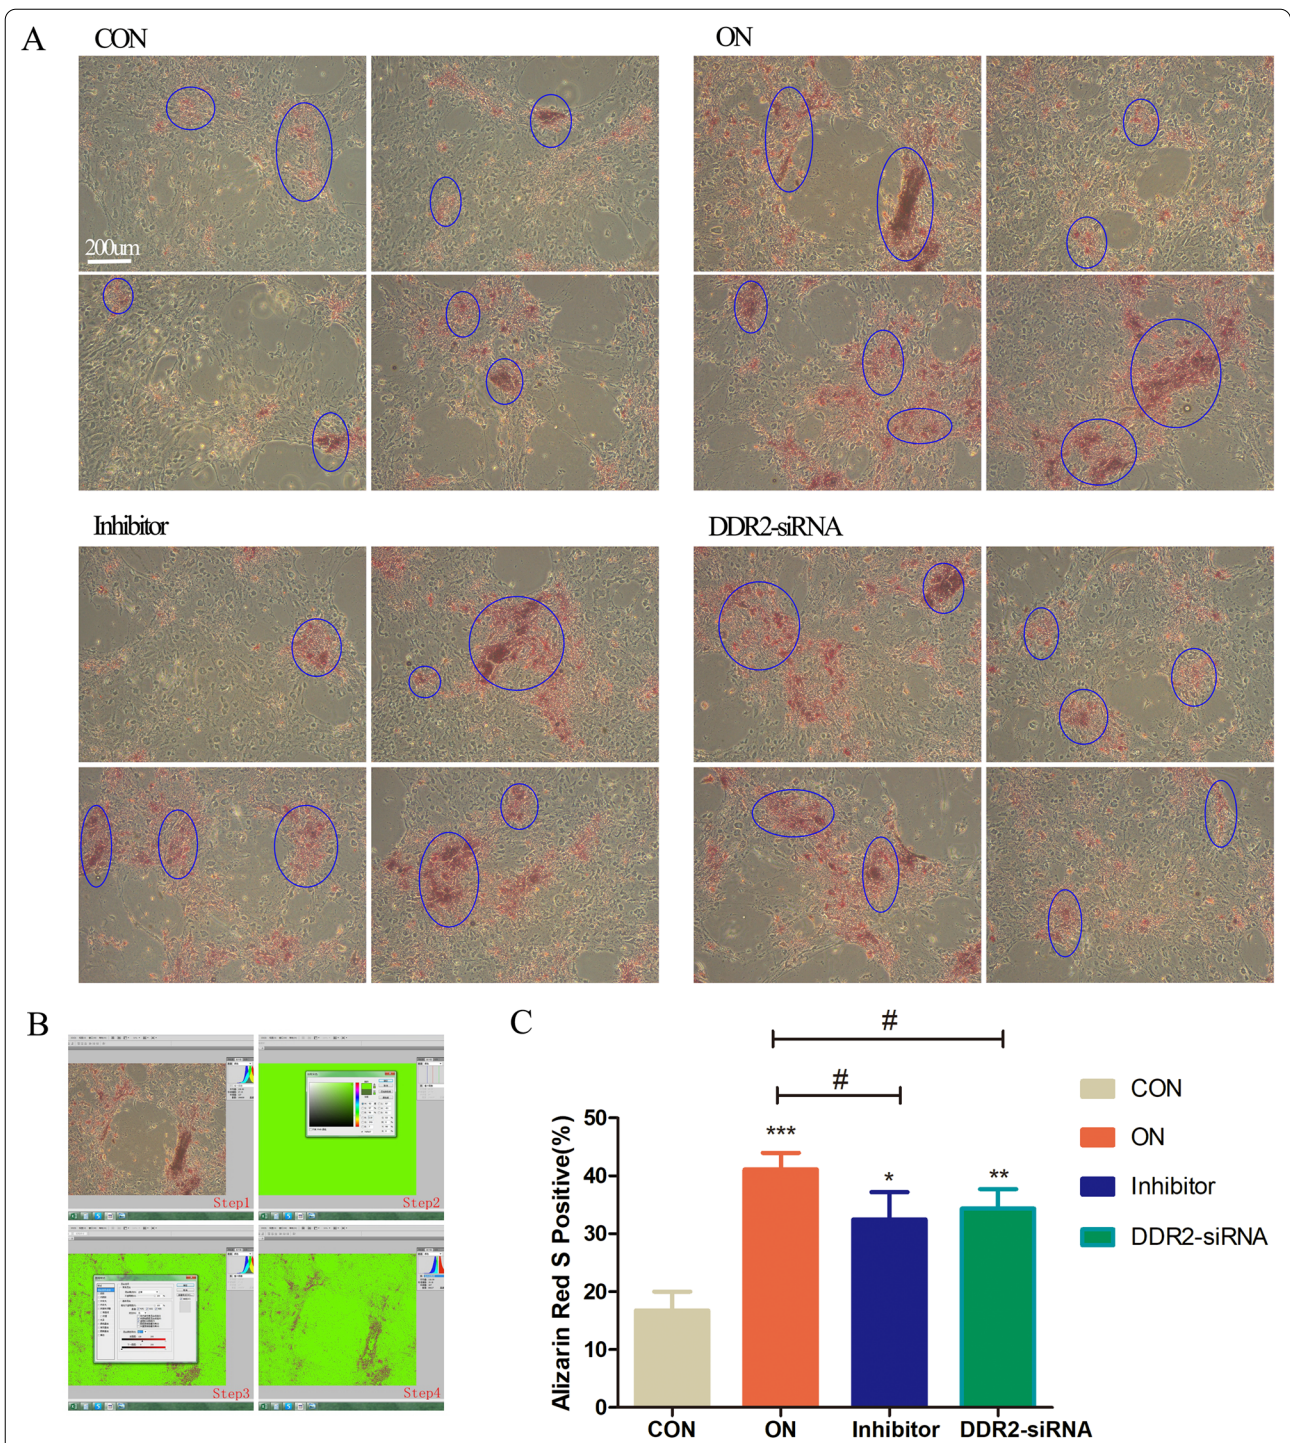 A
CON
ON
200um
Inhibitor
DDR2-siRNA
B
Step1
Step2
Step3
Step4
C
#
#
Alizarin Red S Positive(%)
50
40
30
20
10
0
***
*
**
CON
ON
Inhibitor
DDR2-siRNA
CON
ON
Inhibitor
DDR2-siRNA